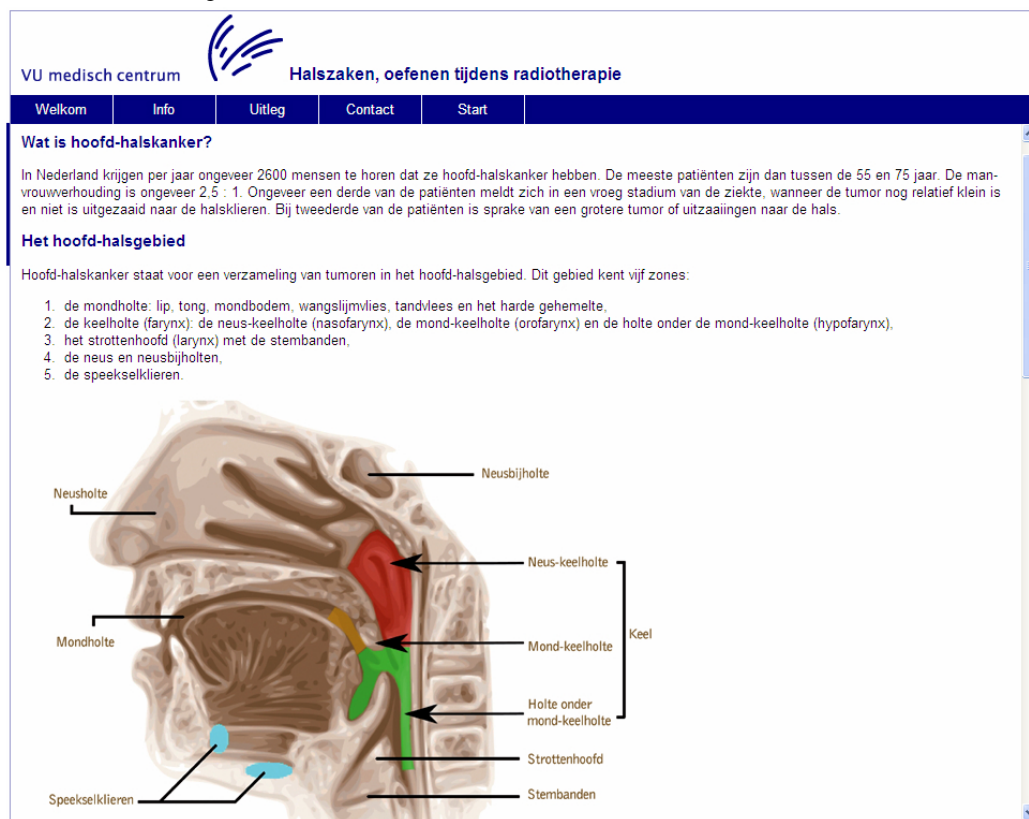 VU medisch centrum
Halszaken, oefenen tijdens radiotherapie
Welkom Info Uitleg Contact Start
Wat is hoofd-halskanker?
In Nederland krijgen per jaar ongeveer 2600 mensen te horen dat ze hoofd-halskanker hebben. De meeste patiënten zijn dan tussen de 55 en 75 jaar. De man-
vrouwverhouding is ongeveer 2,5 : 1. Ongeveer een derde van de patiënten meldt zich in een vroeg stadium van de ziekte, wanneer de tumor nog relatief klein is
en niet is uitgezaaid naar de halsklieren. Bij tweederde van de patiënten is sprake van een grotere tumor of uitzaaiingen naar de hals.
Het hoofd-halsgebied
Hoofd-halskanker staat voor een verzameling van tumoren in het hoofd-halsgebied. Dit gebied kent vijf zones:
1. de mondholte: lip, tong, mondbodem, wangslijmvlies, tandvlees en het harde gehemelte,
2. de keelholte (farynx): de neus-keelholte (nasofarynx), de mond-keelholte (orofarynx) en de holte onder de mond-keelholte (hypofarynx),
3. het strottenhoofd (larynx) met de stembanden,
4. de neus en neusbijholten,
5. de speekselklieren.
Neusbijholte
Neusholte
Neus-keelholte
Keel
Mondholte
Mond-keelholte
Holte onder
mond-keelholte
Strottenhoofd
Stembanden
Speekselklieren